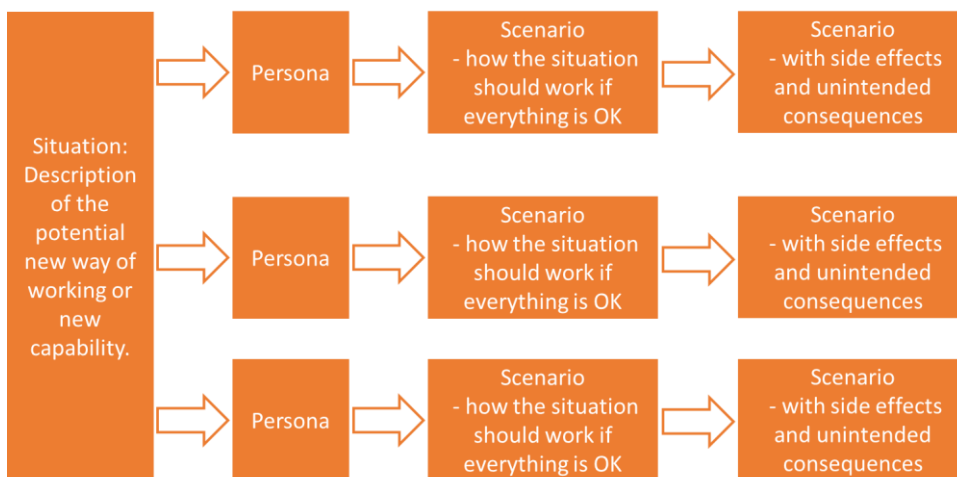 Situation:
Description
of the
potential
new way of
working or
new
capability.
Persona
Scenario
- how the situation
should work if
everything is OK
Scenario
- with side effects
and unintended
consequences
Persona
Scenario
- how the situation
should work if
everything is OK
Scenario
- with side effects
and unintended
consequences
Persona
Scenario
- how the situation
should work if
everything is OK
Scenario
- with side effects
and unintended
consequences